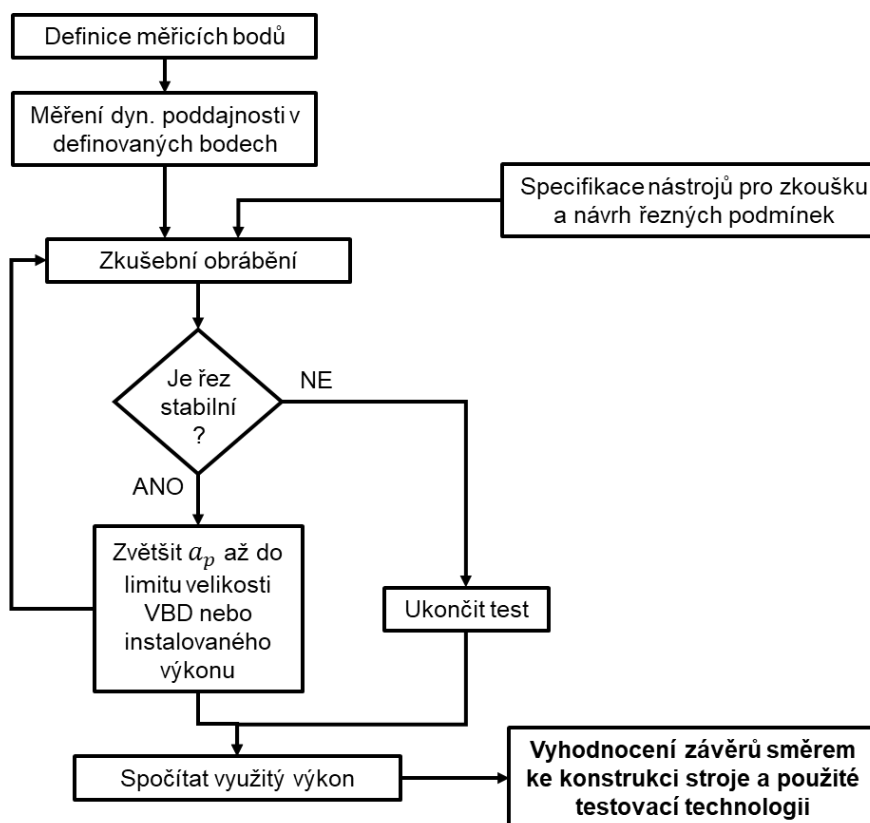 Definice měřicích bodů
Měření dyn. poddajnosti v
definovaných bodech
Specifikace nástrojů pro zkoušku
a návrh řezných podmínek
Zkušební obrábění
Je řez
stabilní
?
NE
ANO
Zvětšit a_p až do
limitu velikosti
VBD nebo
instalovaného
výkonu
Ukončit test
Spočítat využitý výkon
Vyhodnocení závěrů směrem
ke konstrukci stroje a použité
testovací technologii